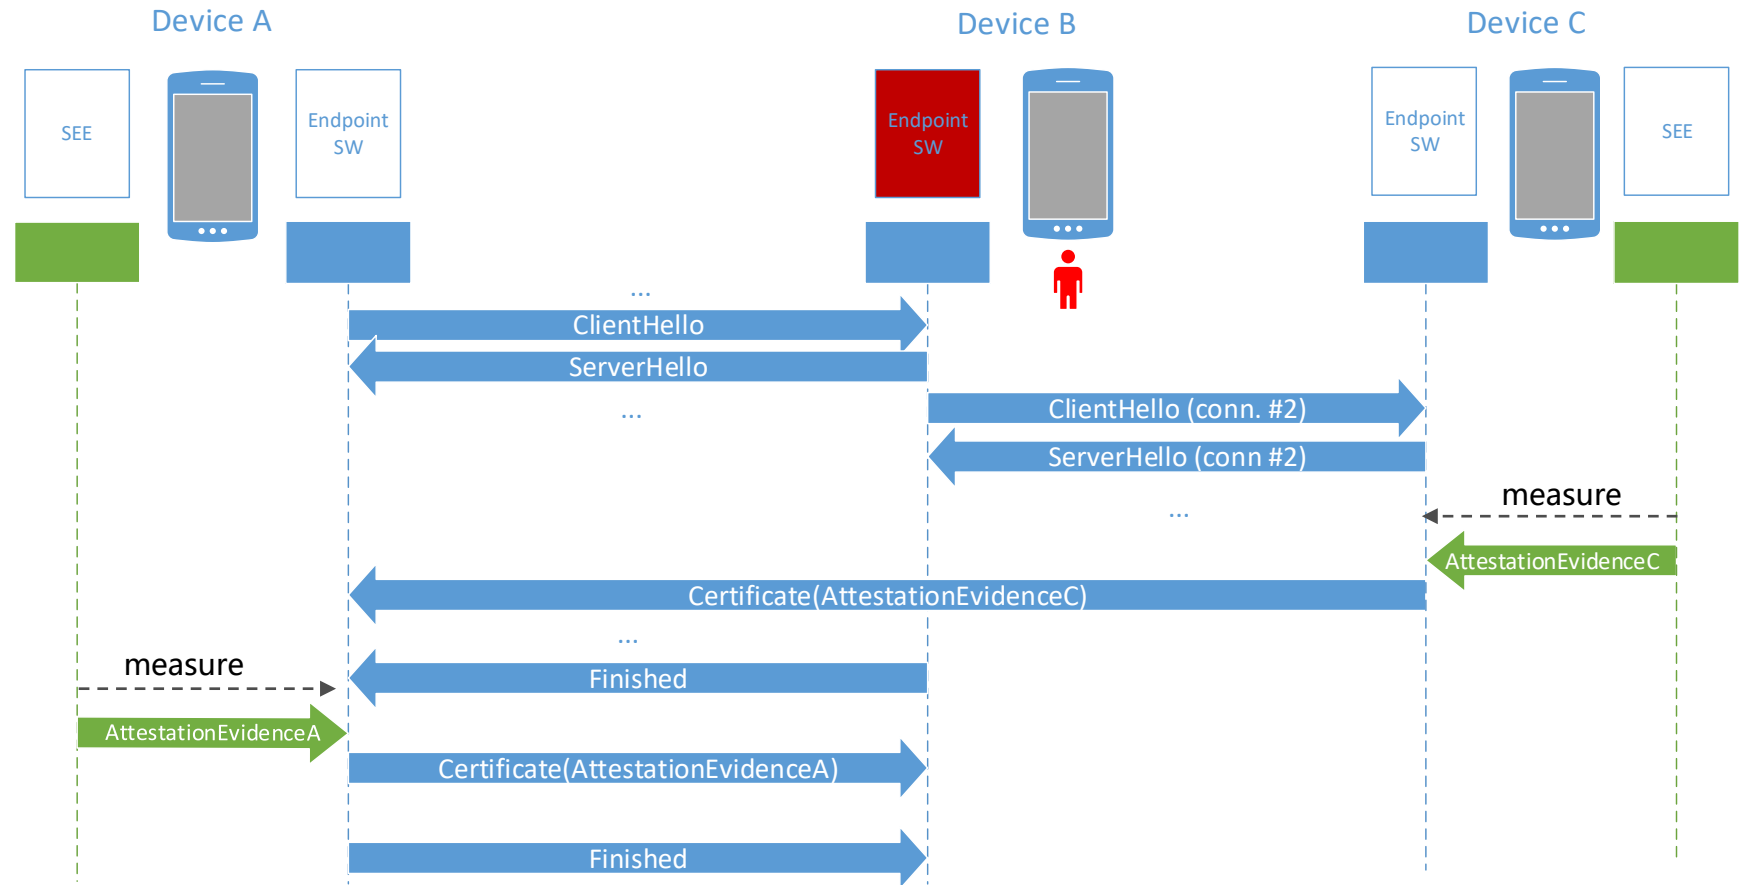 Device A
Device B
Device C
SEE
Endpoint
SW
Endpoint
SW
Endpoint
SW
SEE
...
ClientHello
ServerHello
...
ClientHello (conn. #2)
ServerHello (conn #2)
...
measure
AttestationEvidenceC
Certificate(AttestationEvidenceC)
...
measure
Finished
AttestationEvidenceA
Certificate(AttestationEvidenceA)
Finished